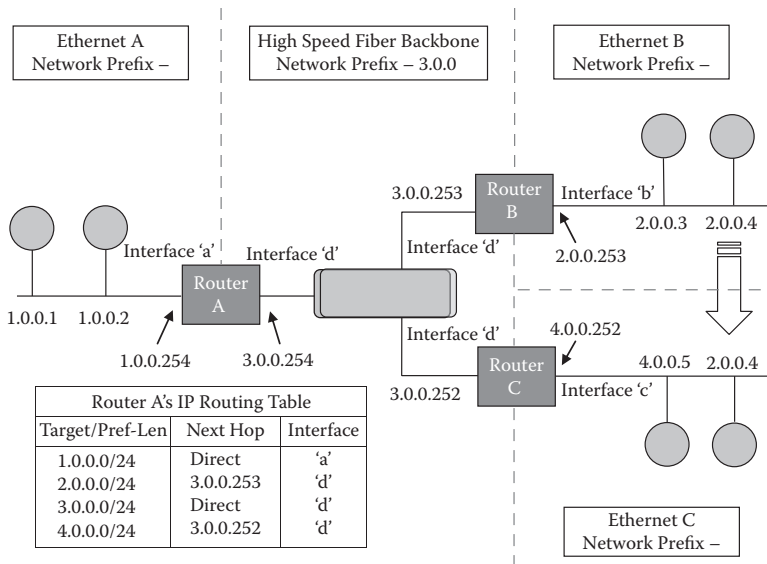 Ethernet A
Network Prefix –
High Speed Fiber Backbone
Network Prefix – 3.0.0
Ethernet B
Network Prefix –
3.0.0.253
Router
B
Interface ‘b’
2.0.0.3
2.0.0.4
2.0.0.253
Interface ‘d’
Interface ‘a’
Interface ‘d’
Router
A
1.0.0.1
1.0.0.2
1.0.0.254
3.0.0.254
Interface ‘d’
4.0.0.252
Router
C
3.0.0.252
Interface ‘c’
4.0.0.5
2.0.0.4
Router A’s IP Routing Table
Target/Pref-Len Next Hop Interface
1.0.0.0/24 Direct ‘a’
2.0.0.0/24 3.0.0.253 ‘d’
3.0.0.0/24 Direct ‘d’
4.0.0.0/24 3.0.0.252 ‘d’
Ethernet C
Network Prefix –